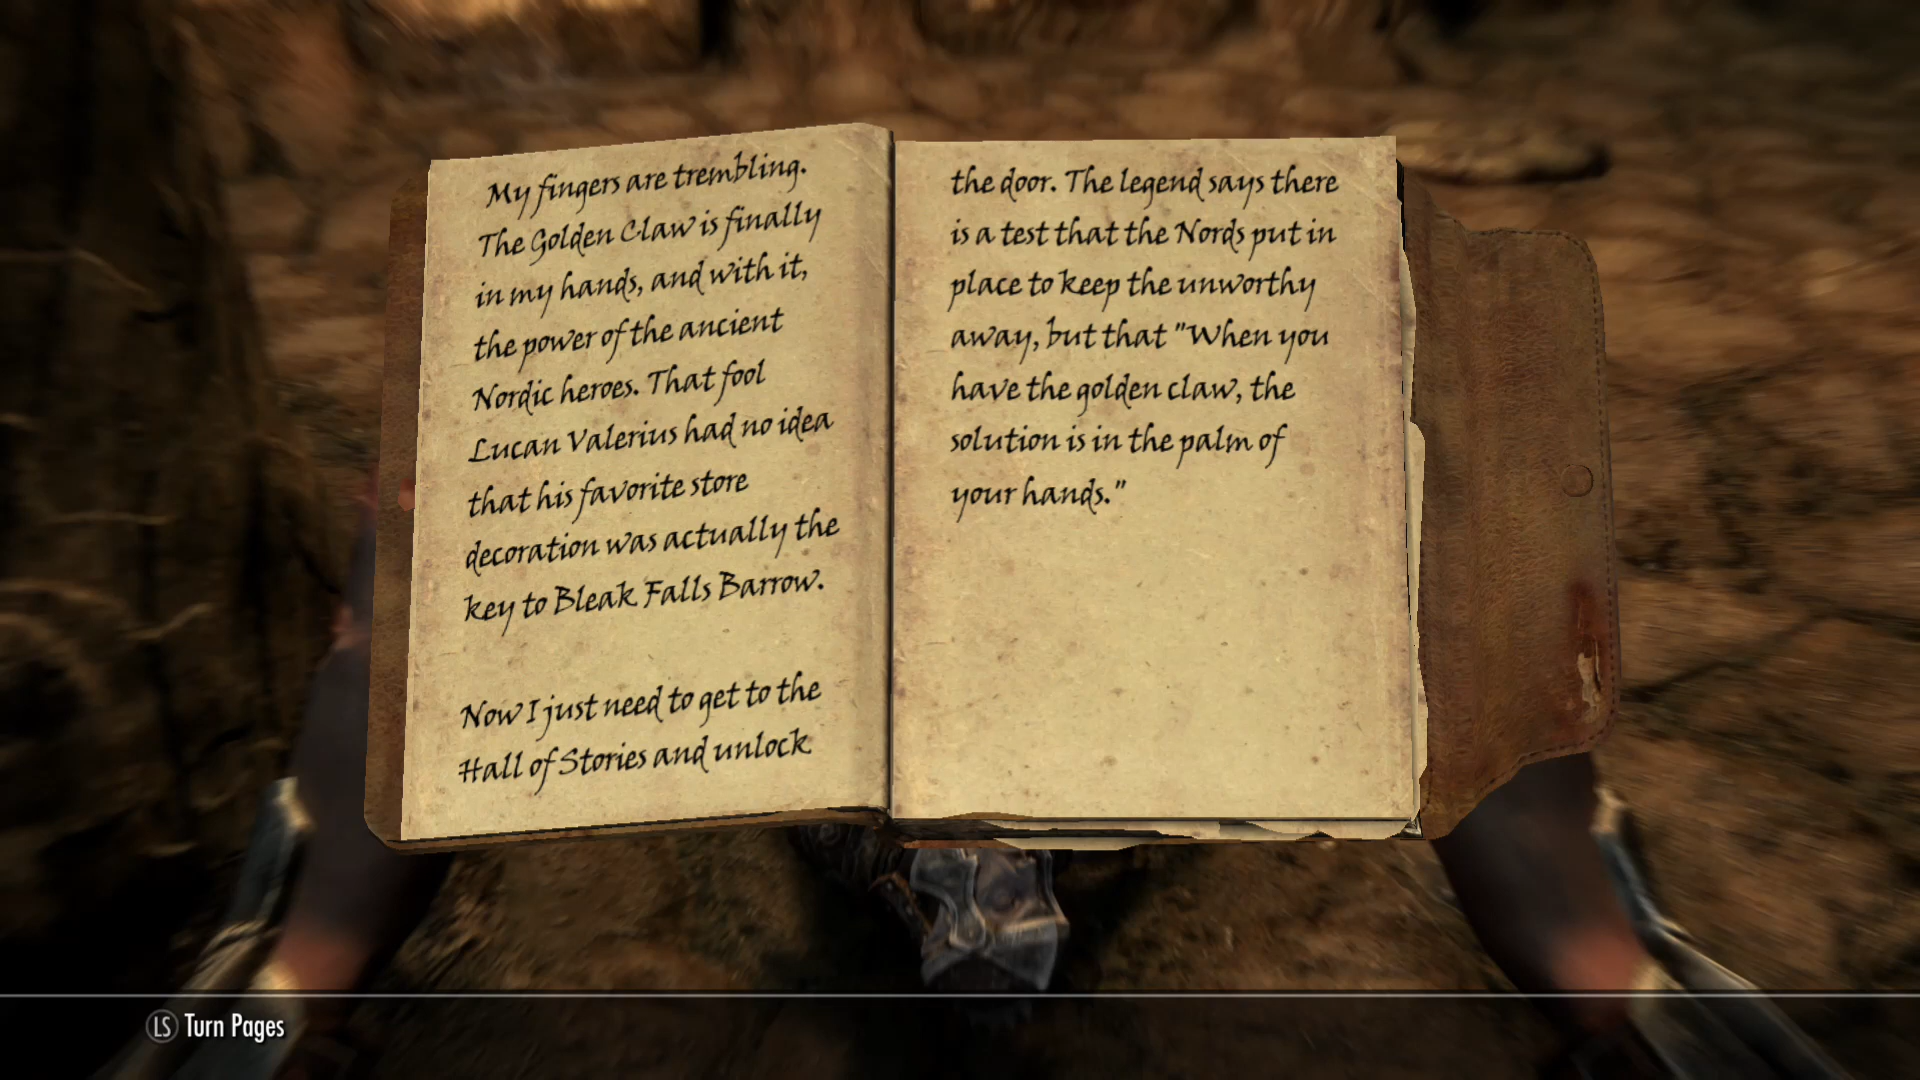 My fingers are trembling.
The Golden Claw is finally
in my hands, and with it,
the power of the ancient
Nordic heroes. That fool
Lucan Valerius had no idea
that his favorite store
decoration was actually the
key to Bleak Falls Barrow.
Now I just need to get to the
Hall of Stories and unlock
the door. The legend says there
is a test that the Nords put in
place to keep the unworthy
away, but that "When you
have the golden claw, the
solution is in the palm of
your hands."
LS Turn Pages